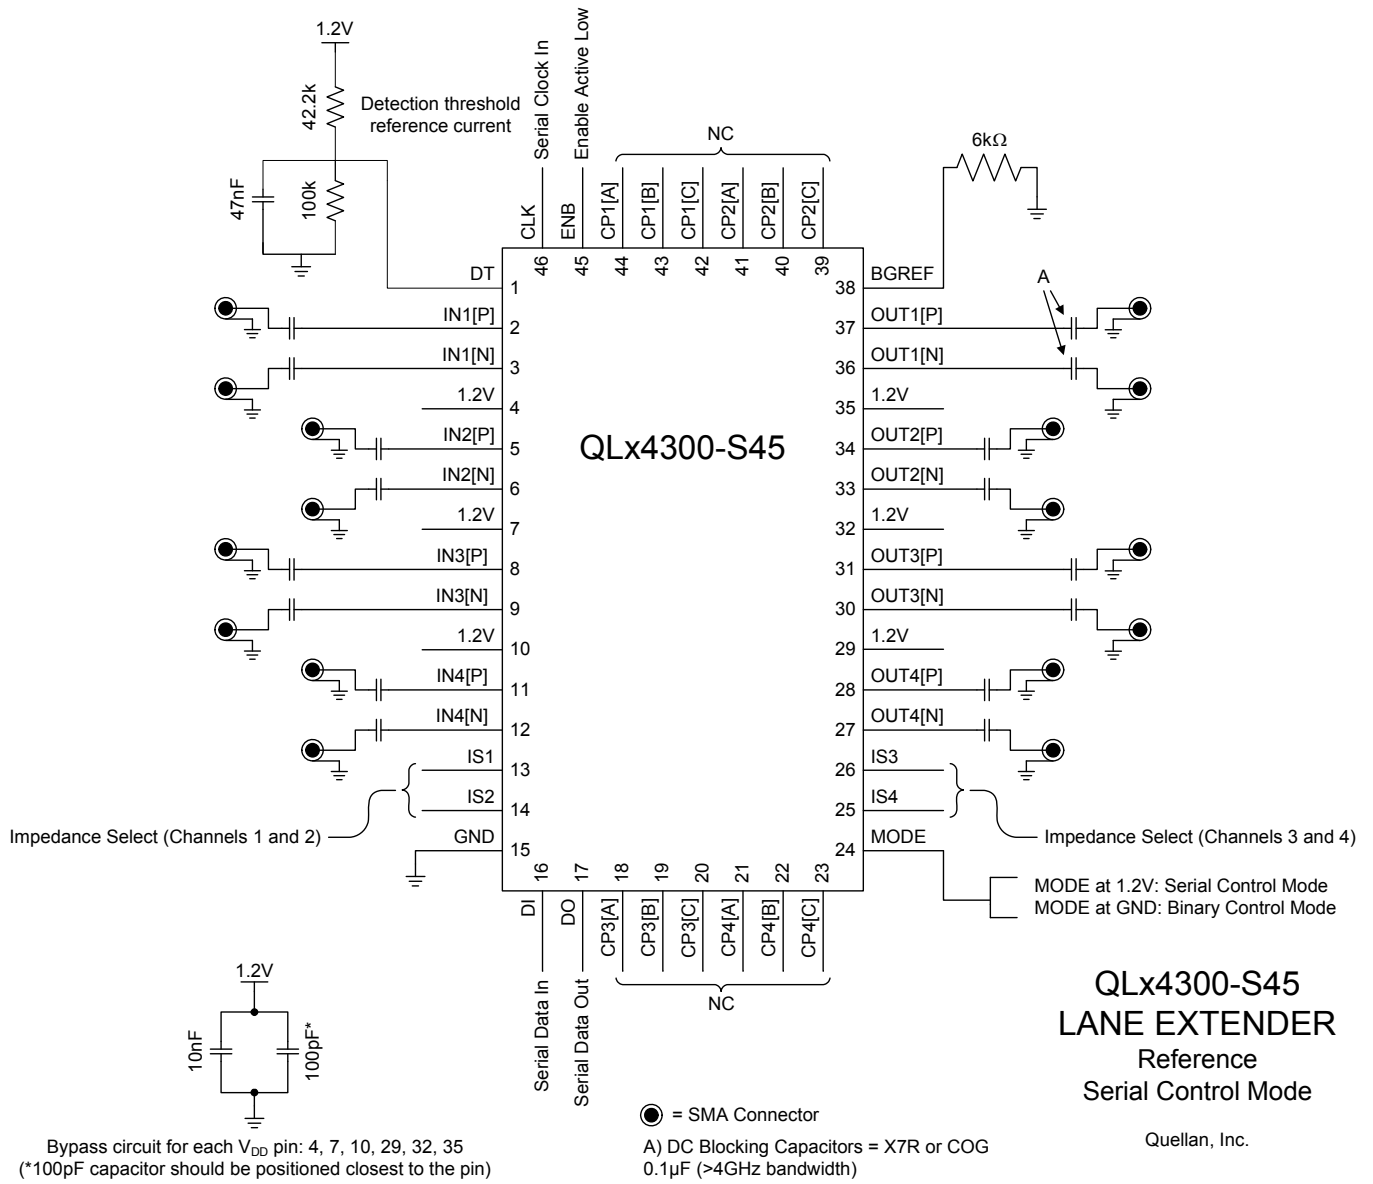 1.2V
42.2k
Detection threshold
reference current
47nF
100k
Serial Clock In
Enable Active Low
NC
6kΩ
CLK
ENB
CP1[A]
CP1[B]
CP1[C]
CP2[A]
CP2[B]
CP2[C]
46
45
44
43
42
41
40
39
DT
1
IN1[P]
2
IN1[N]
3
1.2V
4
IN2[P]
5
IN2[N]
6
1.2V
7
IN3[P]
8
IN3[N]
9
1.2V
10
IN4[P]
11
IN4[N]
12
IS1
13
IS2
14
Impedance Select (Channels 1 and 2)
GND
15
QLx4300-S45
38
BGREF
A
37
OUT1[P]
36
OUT1[N]
35
1.2V
34
OUT2[P]
33
OUT2[N]
32
1.2V
31
OUT3[P]
30
OUT3[N]
29
1.2V
28
OUT4[P]
27
OUT4[N]
26
IS3
25
IS4
Impedance Select (Channels 3 and 4)
24
MODE
MODE at 1.2V: Serial Control Mode
MODE at GND: Binary Control Mode
16
17
18
19
20
21
22
23
DI
DO
CP3[A]
CP3[B]
CP3[C]
CP4[A]
CP4[B]
CP4[C]
Serial Data In
Serial Data Out
NC
1.2V
10nF
100pF*
Bypass circuit for each VDD pin: 4, 7, 10, 29, 32, 35
(*100pF capacitor should be positioned closest to the pin)
= SMA Connector
A) DC Blocking Capacitors = X7R or COG
0.1µF (>4GHz bandwidth)
QLx4300-S45
LANE EXTENDER
Reference
Serial Control Mode
Quellan, Inc.